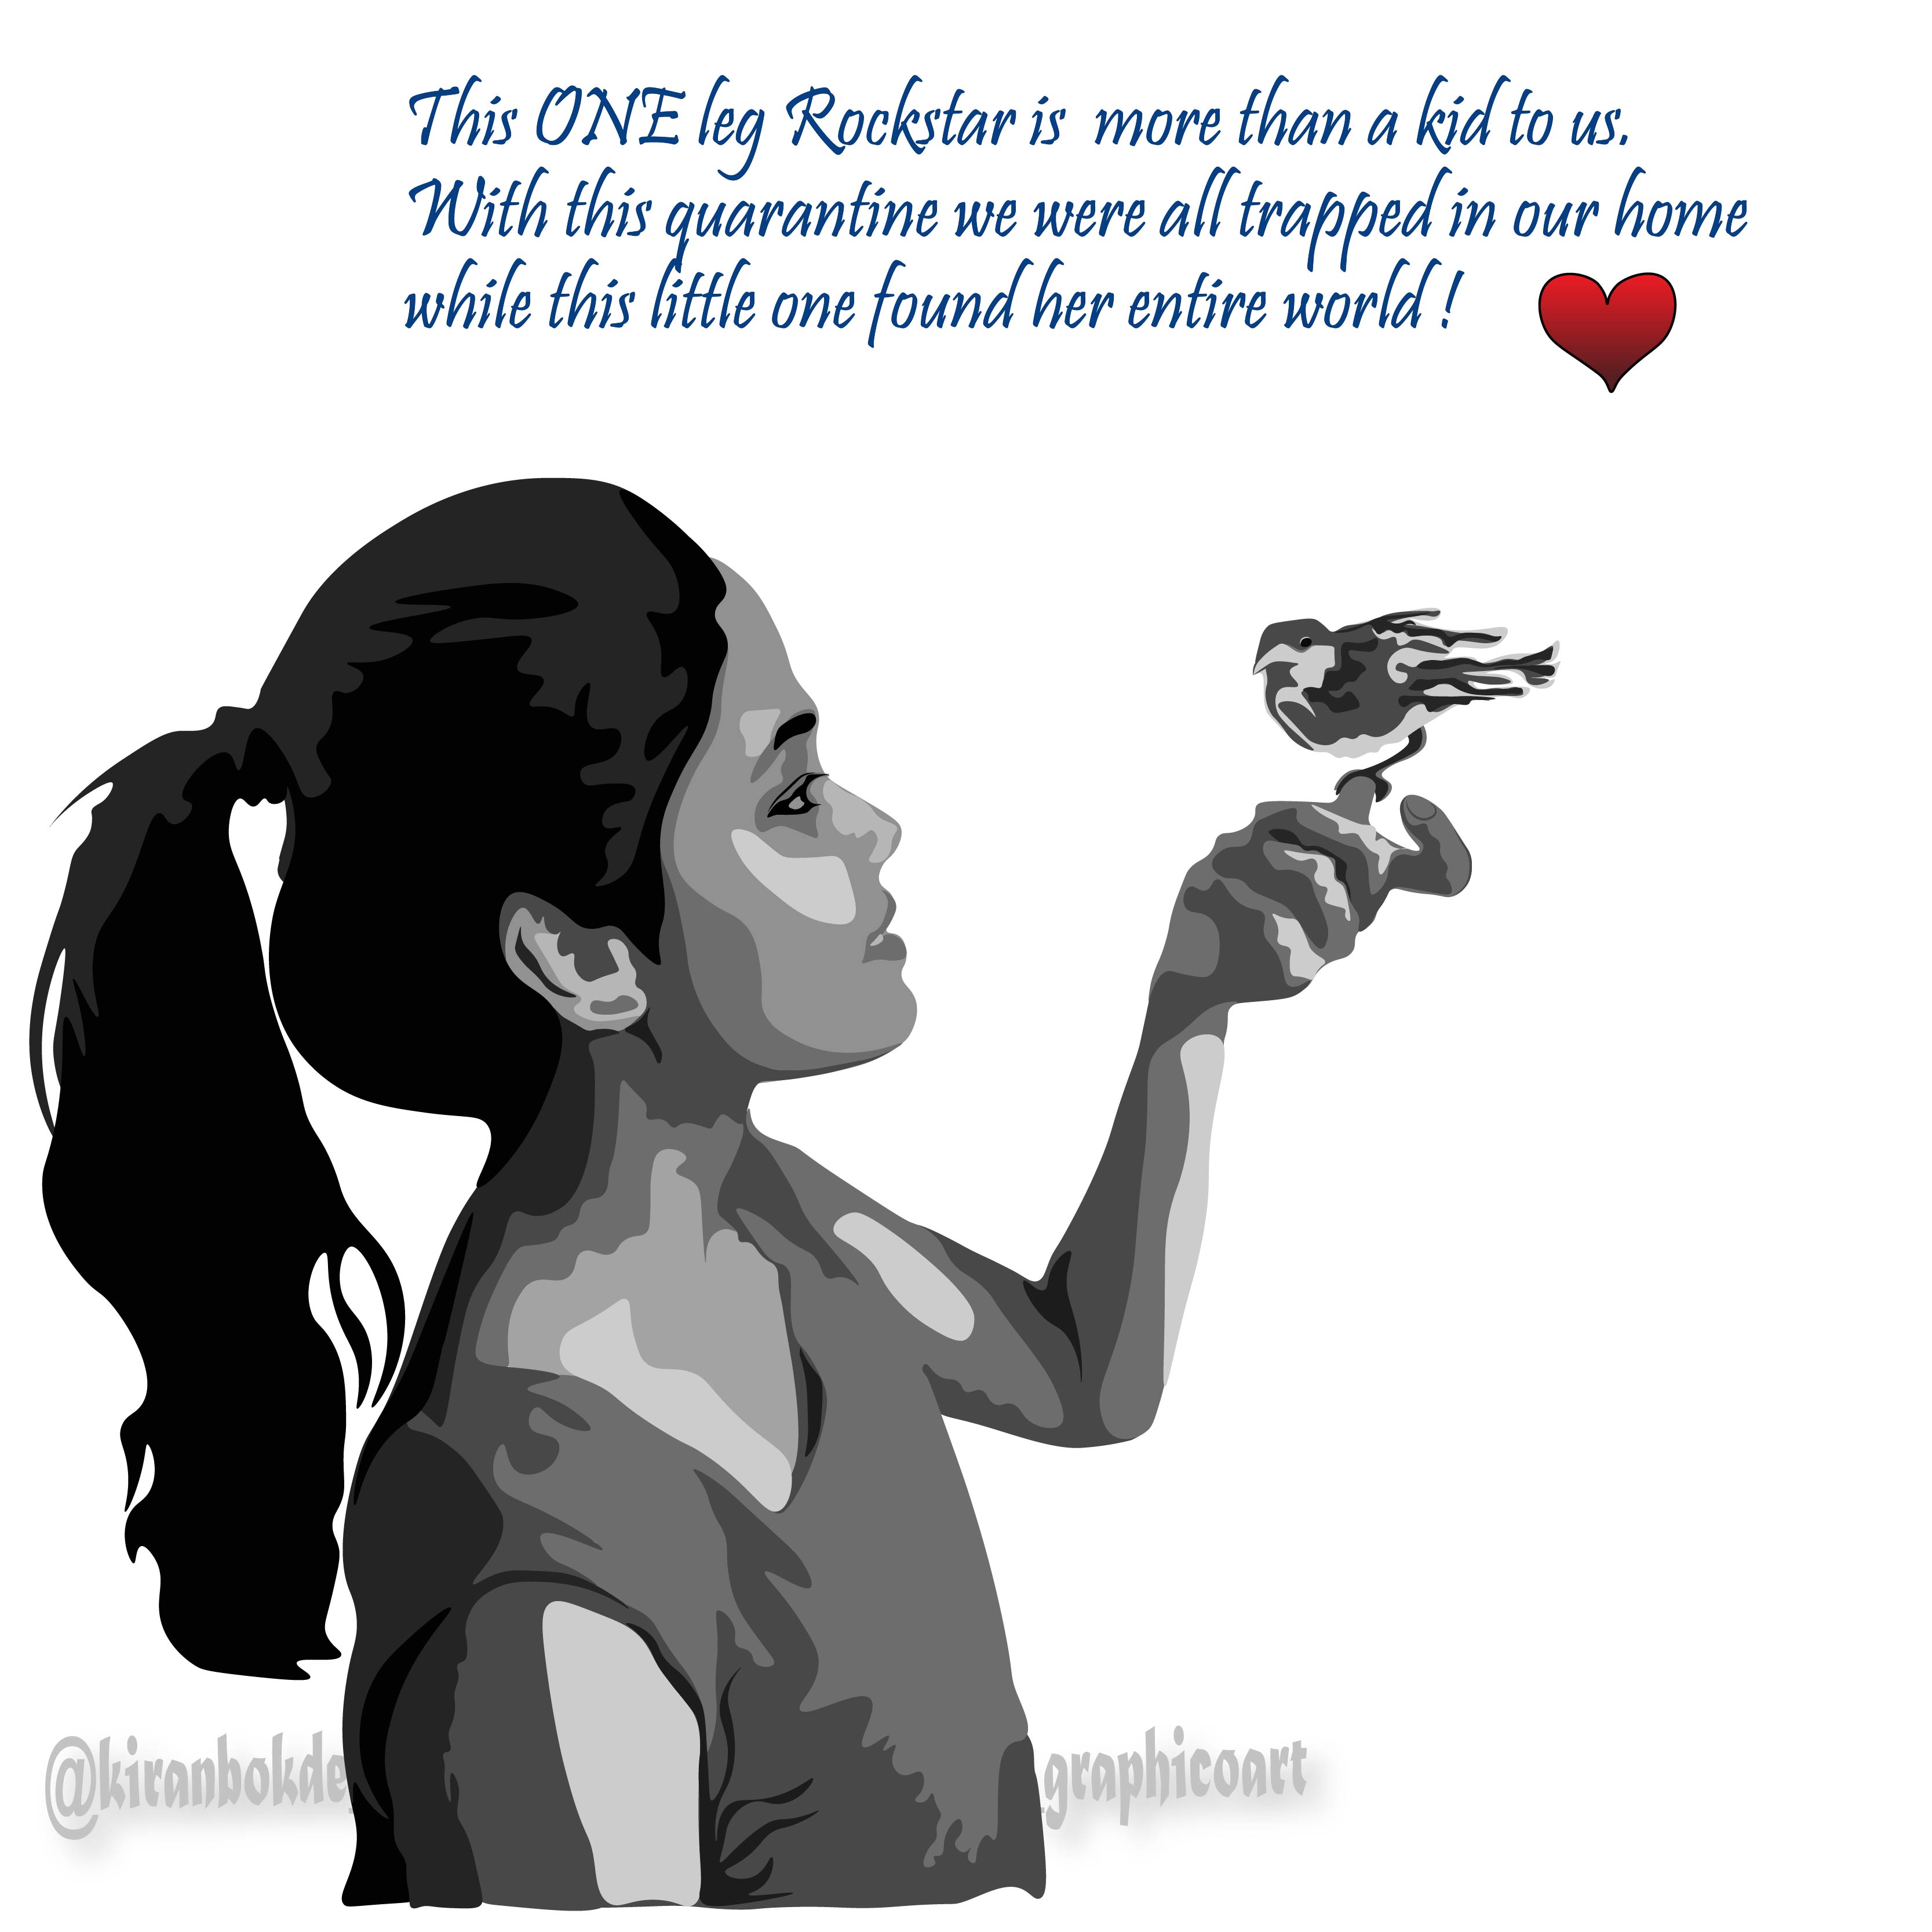 This ONE leg Rockstar is more than a kid to us.
With this quarantine we were all trapped in our home
while this little one found her entire world !
@kiranbokde graphicart